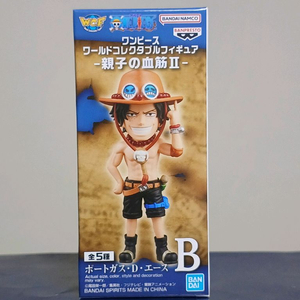 BANDAI NAMCO
WCF ONE PIECE
BANPRESTO
ワンピース
ワールドコレクタブルフィギュア
-親子の血筋II-
全5種
ポートガス・D・エース
B
Actual size, color, style and decoration
may vary.
BANDAI SPIRITS MADE IN CHINA
BANDAI